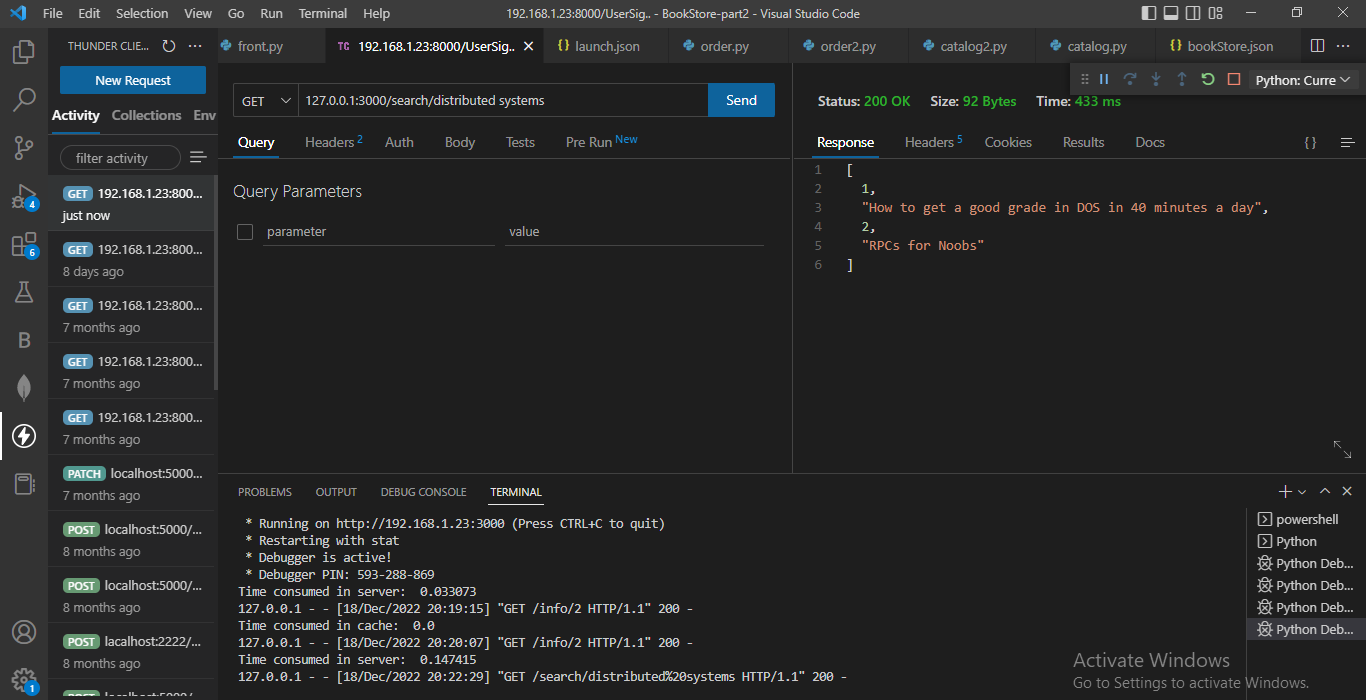 File Edit Selection View Go Run Terminal Help 192.168.1.23:8000/UserSig.. - BookStore-part2 - Visual Studio Code
THUNDER CLIE... ... front.py TC 192.168.1.23:8000/UserSig.. {} launch.json order.py order2.py catalog2.py catalog.py {} bookStore.json ...
New Request
Python: Curre
GET 127.0.0.1:3000/search/distributed systems Send
Status: 200 OK Size: 92 Bytes Time: 433 ms
Activity Collections Env
Query Headers 2 Auth Body Tests Pre Run New
Response Headers 5 Cookies Results Docs {}
filter activity
Query Parameters
parameter value
1 [
2 1,
3 "How to get a good grade in DOS in 40 minutes a day",
4 2,
5 "RPCs for Noobs"
6 ]
GET 192.168.1.23:800...
just now
GET 192.168.1.23:800...
8 days ago
GET 192.168.1.23:800...
7 months ago
GET 192.168.1.23:800...
7 months ago
GET 192.168.1.23:800...
7 months ago
PATCH localhost:5000...
7 months ago
POST localhost:5000/...
8 months ago
POST localhost:5000/...
8 months ago
POST lacalhost:2222/...
8 months ago
POST localhost:5000/...
4
6
B
1
PROBLEMS OUTPUT DEBUG CONSOLE TERMINAL
* Running on http://192.168.1.23:3000 (Press CTRL+C to quit)
* Restarting with stat
* Debugger is active!
* Debugger PIN: 593-288-869
Time consumed in server:  0.033073
127.0.0.1 - - [18/Dec/2022 20:19:15] "GET /info/2 HTTP/1.1" 200 -
Time consumed in cache:  0.0
127.0.0.1 - - [18/Dec/2022 20:20:07] "GET /info/2 HTTP/1.1" 200 -
Time consumed in server:  0.147415
127.0.0.1 - - [18/Dec/2022 20:22:29] "GET /search/distributed%20systems HTTP/1.1" 200 -
powershell
Python
Python Deb...
Python Deb...
Python Deb...
Python Deb...
Activate Windows
Go to Settings to activate Windows.